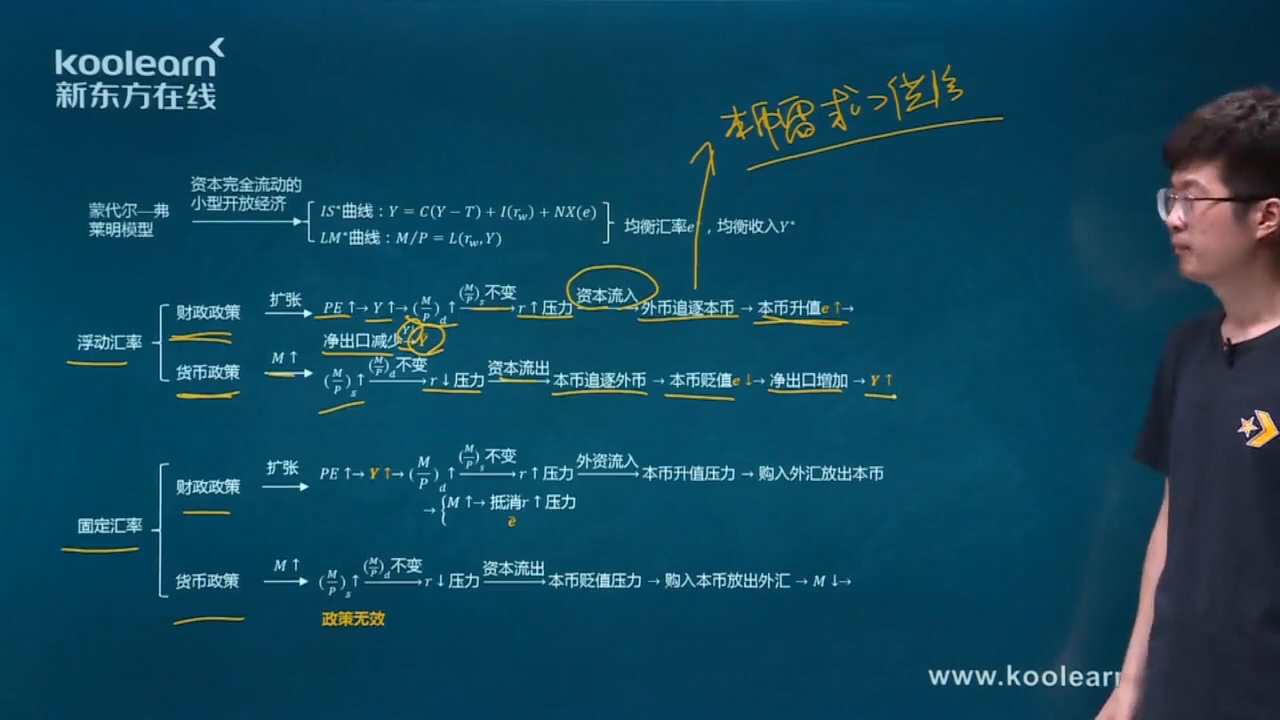 koolearn
新东方在线
本币需求>供给
蒙代尔—弗
莱明模型
资本完全流动的
小型开放经济
IS*曲线：Y = C(Y − T) + I(r_w) + NX(e)
LM*曲线：M/P = L(r_w, Y)
均衡汇率e*，均衡收入Y*
浮动汇率
财政政策 扩张 PE↑→ Y↑→ (M/P)_d ↑ (M/P)_s不变 r↑压力 资本流入 外币追逐本币 → 本币升值e↑→
净出口减少
货币政策 M↑ (M/P)_s ↑ (M/P)_d不变 r↓压力 资本流出 本币追逐外币 → 本币贬值e↓→ 净出口增加 → Y↑
固定汇率
财政政策 扩张 PE↑→ Y↑→ (M/P)_d ↑ (M/P)_s不变 r↑压力 外资流入 本币升值压力 → 购入外汇放出本币
→ { M↑→ 抵消r↑压力
ē
货币政策 M↑ (M/P)_s ↑ (M/P)_d不变 r↓压力 资本流出 本币贬值压力 → 购入本币放出外汇 → M↓→
政策无效
www.koolearn